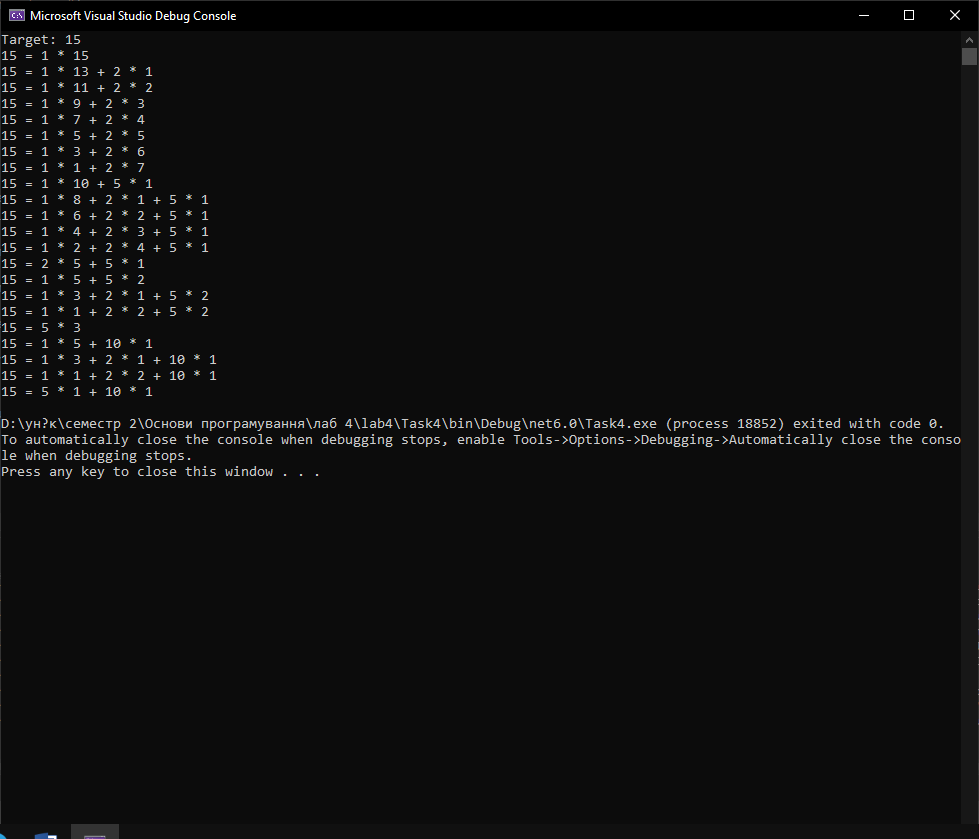 Microsoft Visual Studio Debug Console
Target: 15
15 = 1 * 15
15 = 1 * 13 + 2 * 1
15 = 1 * 11 + 2 * 2
15 = 1 * 9 + 2 * 3
15 = 1 * 7 + 2 * 4
15 = 1 * 5 + 2 * 5
15 = 1 * 3 + 2 * 6
15 = 1 * 1 + 2 * 7
15 = 1 * 10 + 5 * 1
15 = 1 * 8 + 2 * 1 + 5 * 1
15 = 1 * 6 + 2 * 2 + 5 * 1
15 = 1 * 4 + 2 * 3 + 5 * 1
15 = 1 * 2 + 2 * 4 + 5 * 1
15 = 2 * 5 + 5 * 1
15 = 1 * 5 + 5 * 2
15 = 1 * 3 + 2 * 1 + 5 * 2
15 = 1 * 1 + 2 * 2 + 5 * 2
15 = 5 * 3
15 = 1 * 5 + 10 * 1
15 = 1 * 3 + 2 * 1 + 10 * 1
15 = 1 * 1 + 2 * 2 + 10 * 1
15 = 5 * 1 + 10 * 1
D:\ун?к\семестр 2\Основи програмування\лаб 4\lab4\Task4\bin\Debug\net6.0\Task4.exe (process 18852) exited with code 0.
To automatically close the console when debugging stops, enable Tools->Options->Debugging->Automatically close the conso
le when debugging stops.
Press any key to close this window . . .